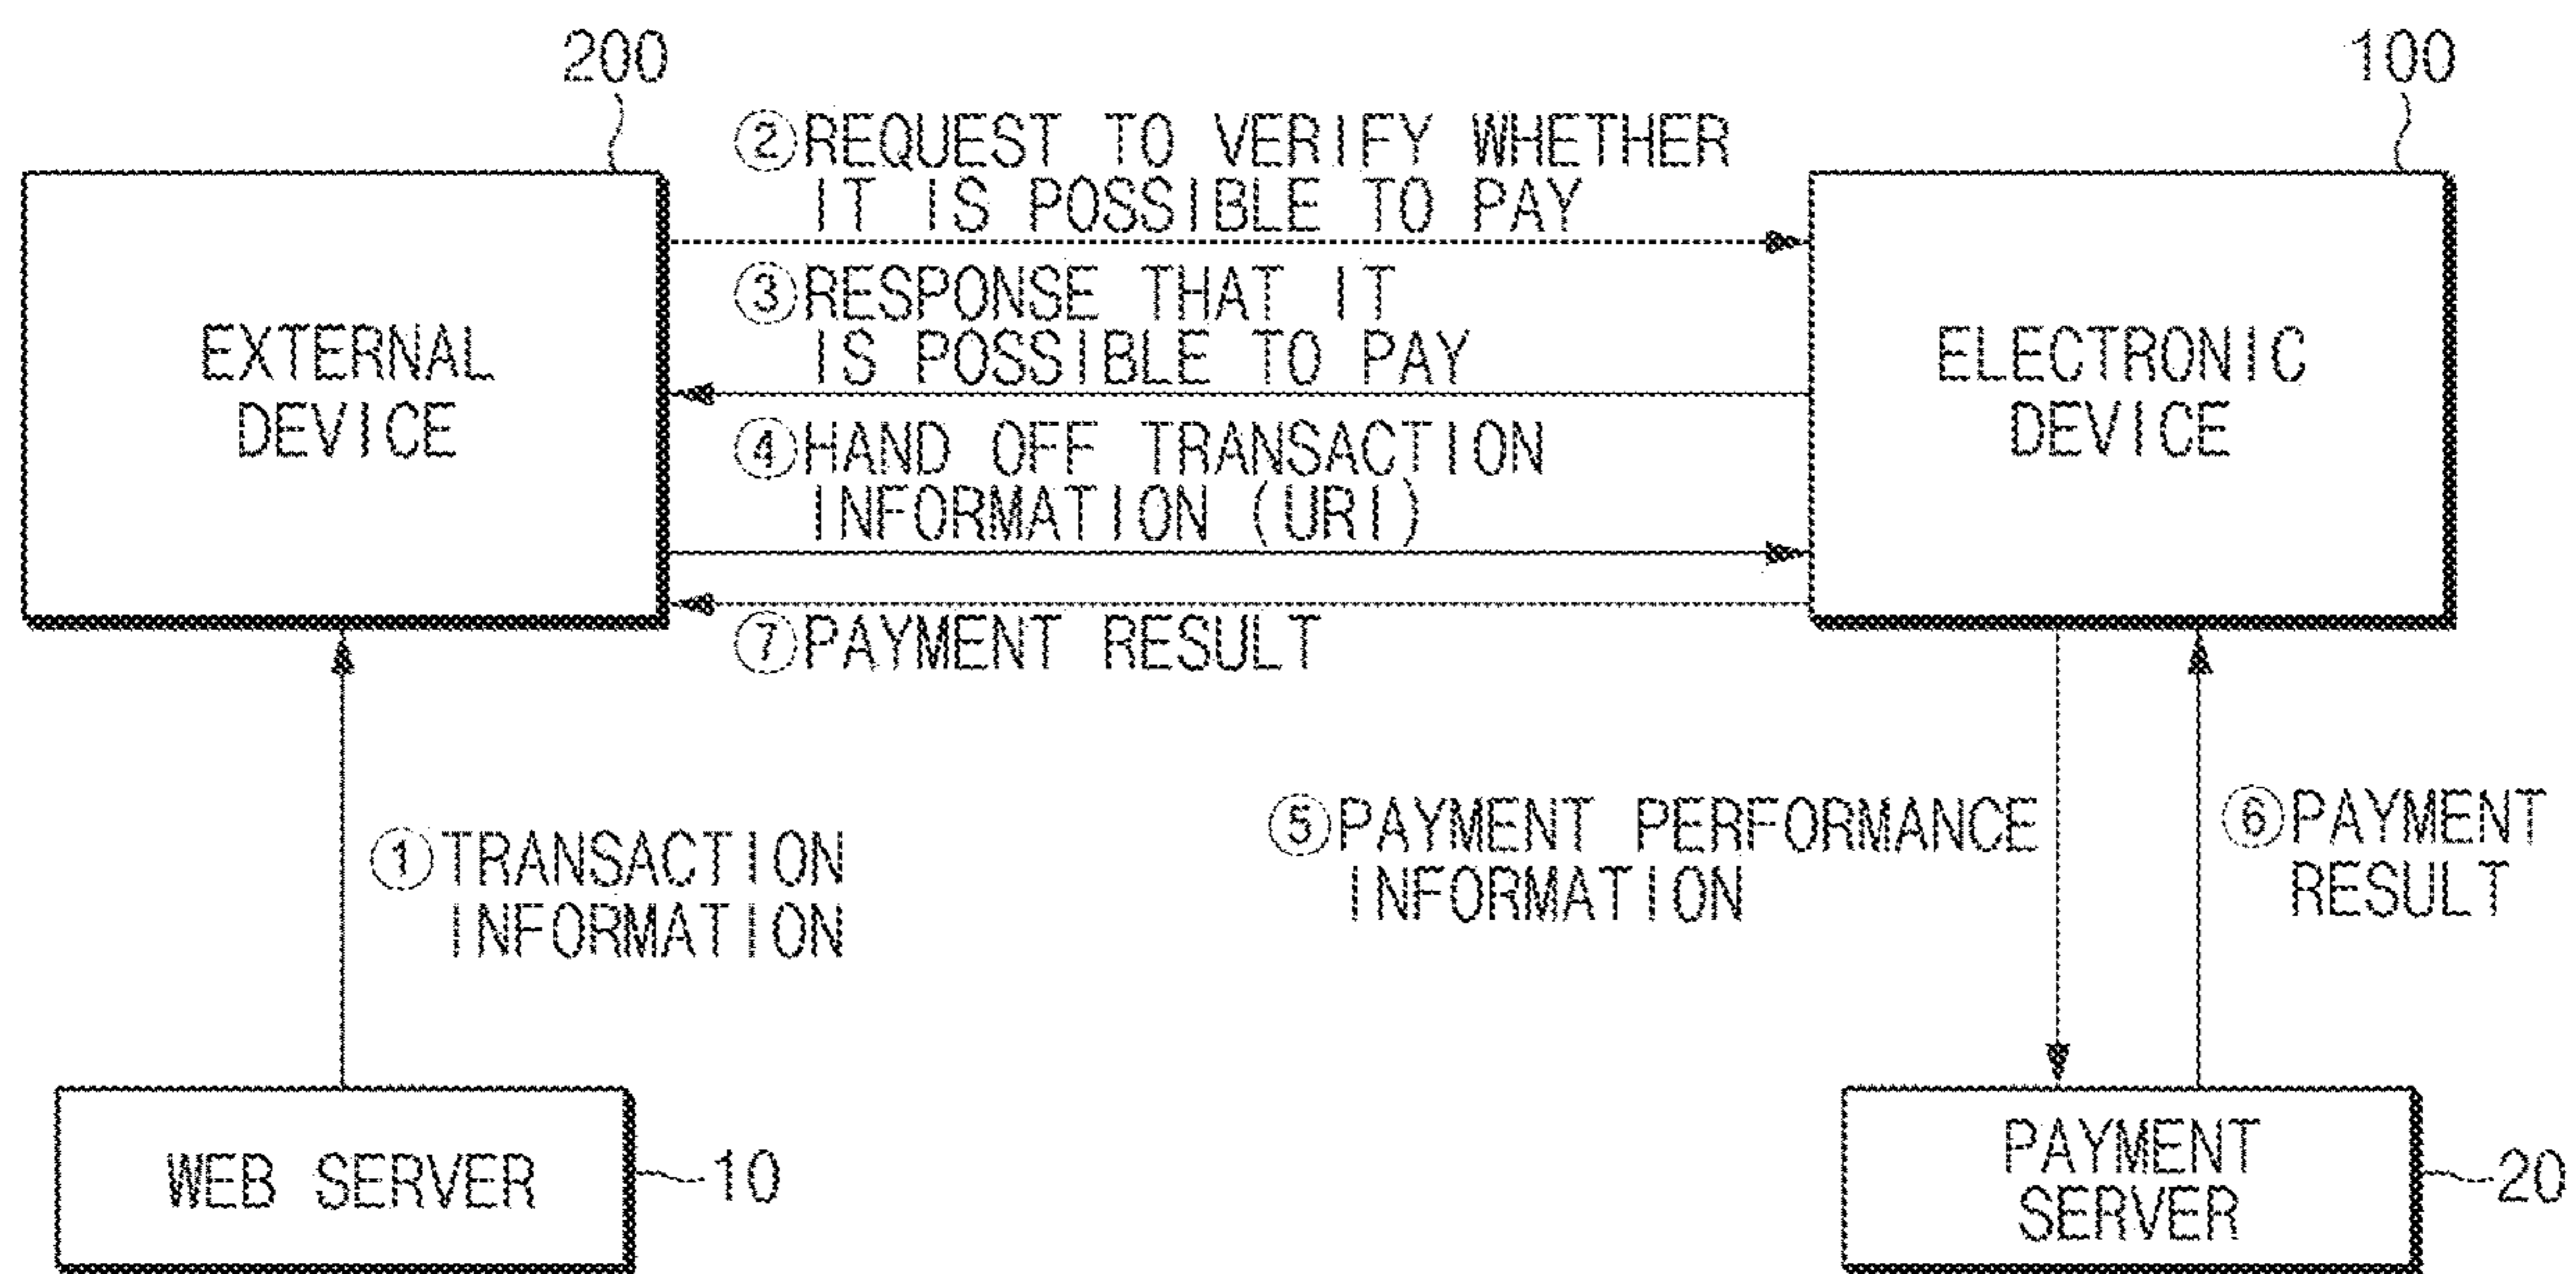 200
100
②REQUEST TO VERIFY WHETHER
IT IS POSSIBLE TO PAY
③RESPONSE THAT IT
IS POSSIBLE TO PAY
EXTERNAL
DEVICE
ELECTRONIC
DEVICE
④HAND OFF TRANSACTION
INFORMATION (URI)
⑦PAYMENT RESULT
①TRANSACTION
INFORMATION
⑤PAYMENT PERFORMANCE
INFORMATION
⑥PAYMENT
RESULT
WEB SERVER
10
PAYMENT
SERVER
20